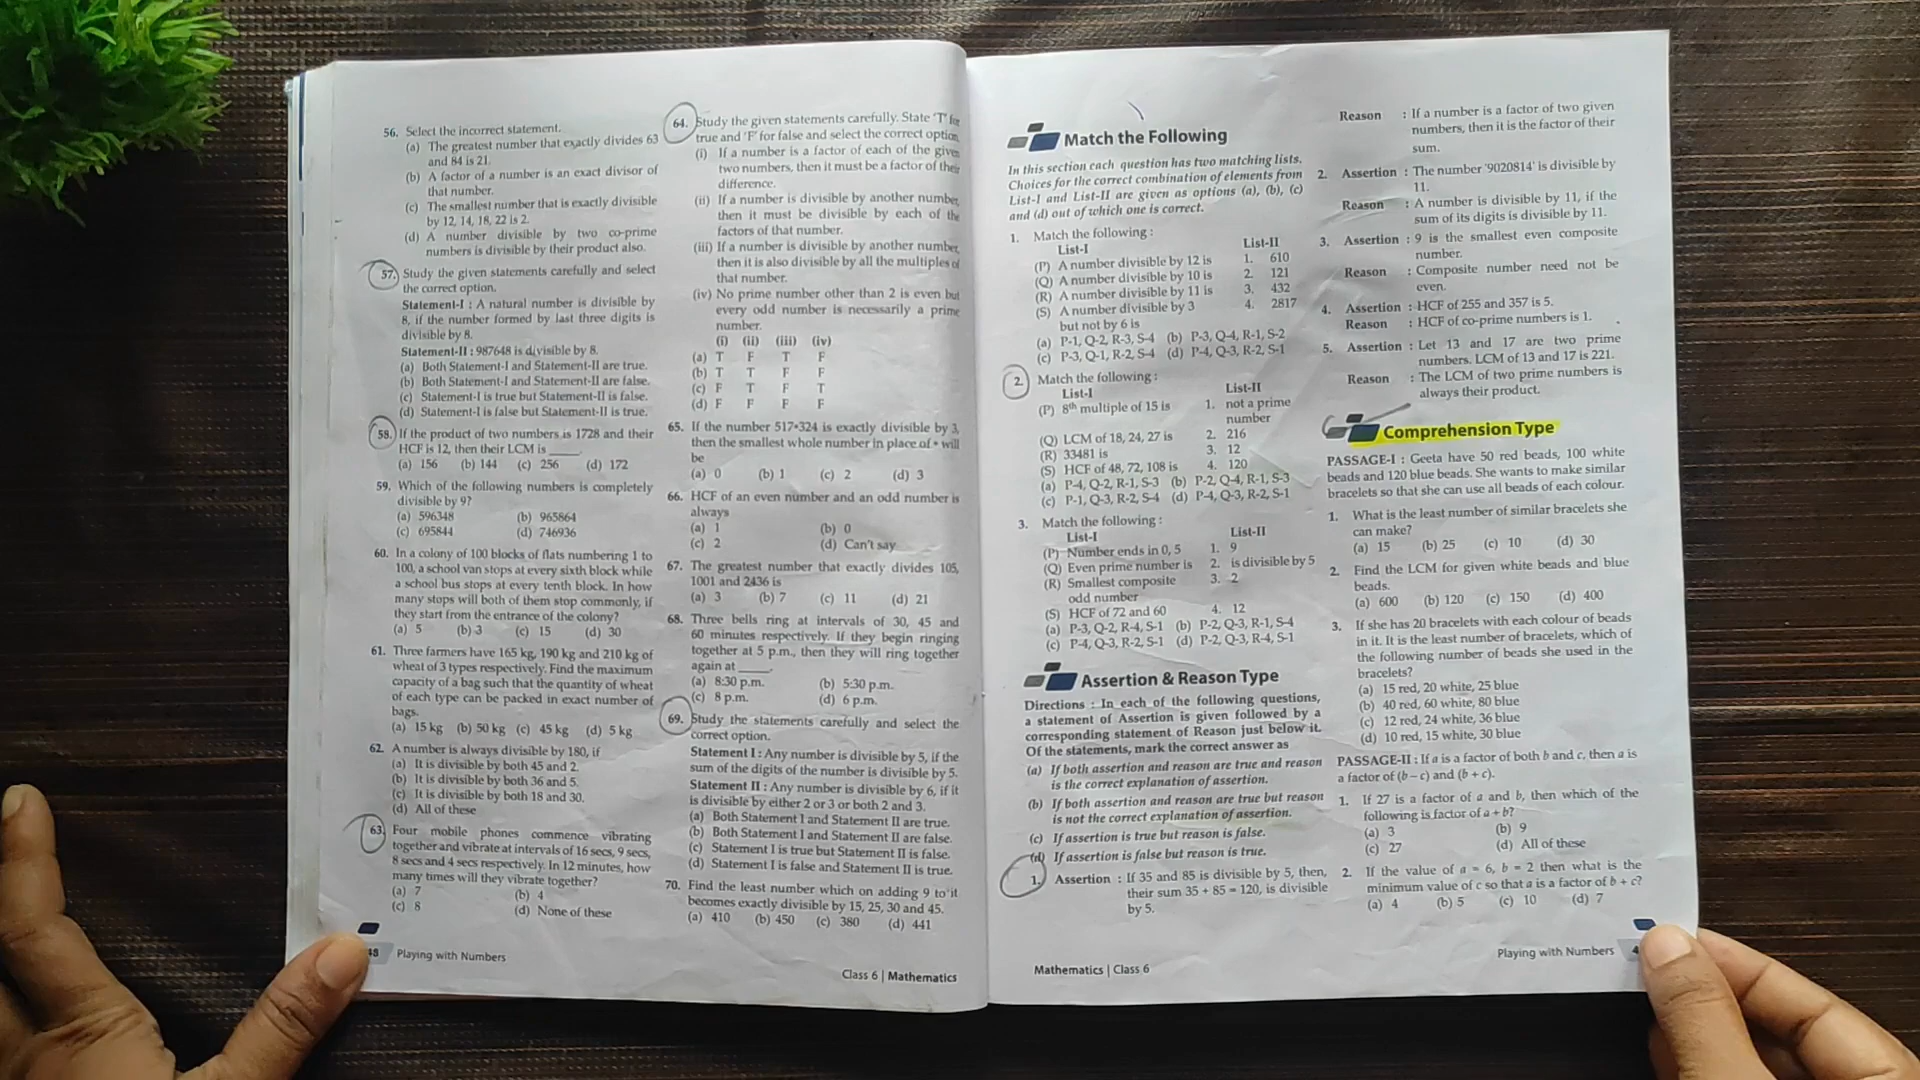 56. Select the incorrect statement.
(a) The greatest number that exactly divides 63
and 84 is 21.
(b) A factor of a number is an exact divisor of
that number.
(c) The smallest number that is exactly divisible
by 12, 14, 18, 22 is 2.
(d) A number divisible by two co-prime
numbers is divisible by their product also.
57. Study the given statements carefully and select
the correct option.
Statement-I : A natural number is divisible by
8, if the number formed by last three digits is
divisible by 8.
Statement-II : 987648 is divisible by 8.
(a) Both Statement-I and Statement-II are true.
(b) Both Statement-I and Statement-II are false.
(c) Statement-I is true but Statement-II is false.
(d) Statement-I is false but Statement-II is true.
58. If the product of two numbers is 1728 and their
HCF is 12, then their LCM is ____.
(a) 156 (b) 144 (c) 256 (d) 172
59. Which of the following numbers is completely
divisible by 9?
(a) 596348 (b) 965864
(c) 695844 (d) 746936
60. In a colony of 100 blocks of flats numbering 1 to
100, a school van stops at every sixth block while
a school bus stops at every tenth block. In how
many stops will both of them stop commonly, if
they start from the entrance of the colony?
(a) 5 (b) 3 (c) 15 (d) 30
61. Three farmers have 165 kg, 190 kg and 210 kg of
wheat of 3 types respectively. Find the maximum
capacity of a bag such that the quantity of wheat
of each type can be packed in exact number of
bags.
(a) 15 kg (b) 50 kg (c) 45 kg (d) 5 kg
62. A number is always divisible by 180, if
(a) It is divisible by both 45 and 2.
(b) It is divisible by both 36 and 5.
(c) It is divisible by both 18 and 30.
(d) All of these
63. Four mobile phones commence vibrating
together and vibrate at intervals of 16 secs, 9 secs,
8 secs and 4 secs respectively. In 12 minutes, how
many times will they vibrate together?
(a) 7 (b) 4
(c) 8 (d) None of these
48 Playing with Numbers
64. Study the given statements carefully. State 'T' for
true and 'F' for false and select the correct option.
(i) If a number is a factor of each of the given
two numbers, then it must be a factor of their
difference.
(ii) If a number is divisible by another number,
then it must be divisible by each of the
factors of that number.
(iii) If a number is divisible by another number,
then it is also divisible by all the multiples of
that number.
(iv) No prime number other than 2 is even but
every odd number is necessarily a prime
number.
(i) (ii) (iii) (iv)
(a) T F T F
(b) T T F F
(c) F T F T
(d) F F F F
65. If the number 517*324 is exactly divisible by 3,
then the smallest whole number in place of * will
be
(a) 0 (b) 1 (c) 2 (d) 3
66. HCF of an even number and an odd number is
always
(a) 1 (b) 0
(c) 2 (d) Can't say
67. The greatest number that exactly divides 105,
1001 and 2436 is
(a) 3 (b) 7 (c) 11 (d) 21
68. Three bells ring at intervals of 30, 45 and
60 minutes respectively. If they begin ringing
together at 5 p.m., then they will ring together
again at ____.
(a) 8:30 p.m. (b) 5:30 p.m.
(c) 8 p.m. (d) 6 p.m.
69. Study the statements carefully and select the
correct option.
Statement I : Any number is divisible by 5, if the
sum of the digits of the number is divisible by 5.
Statement II : Any number is divisible by 6, if it
is divisible by either 2 or 3 or both 2 and 3.
(a) Both Statement I and Statement II are true.
(b) Both Statement I and Statement II are false.
(c) Statement I is true but Statement II is false.
(d) Statement I is false and Statement II is true.
70. Find the least number which on adding 9 to it
becomes exactly divisible by 15, 25, 30 and 45.
(a) 410 (b) 450 (c) 380 (d) 441
Class 6 | Mathematics
Match the Following
In this section each question has two matching lists.
Choices for the correct combination of elements from
List-I and List-II are given as options (a), (b), (c)
and (d) out of which one is correct.
1. Match the following :
List-I List-II
(P) A number divisible by 12 is 1. 610
(Q) A number divisible by 10 is 2. 121
(R) A number divisible by 11 is 3. 432
(S) A number divisible by 3 4. 2817
but not by 6 is
(a) P-1, Q-2, R-3, S-4 (b) P-3, Q-4, R-1, S-2
(c) P-3, Q-1, R-2, S-4 (d) P-4, Q-3, R-2, S-1
2. Match the following :
List-I List-II
(P) 8th multiple of 15 is 1. not a prime
number
(Q) LCM of 18, 24, 27 is 2. 216
(R) 33481 is 3. 12
(S) HCF of 48, 72, 108 is 4. 120
(a) P-4, Q-2, R-1, S-3 (b) P-2, Q-4, R-1, S-3
(c) P-1, Q-3, R-2, S-4 (d) P-4, Q-3, R-2, S-1
3. Match the following :
List-I List-II
(P) Number ends in 0, 5 1. 9
(Q) Even prime number is 2. is divisible by 5
(R) Smallest composite 3. 2
odd number
(S) HCF of 72 and 60 4. 12
(a) P-3, Q-2, R-4, S-1 (b) P-2, Q-3, R-1, S-4
(c) P-4, Q-3, R-2, S-1 (d) P-2, Q-3, R-4, S-1
Assertion & Reason Type
Directions : In each of the following questions,
a statement of Assertion is given followed by a
corresponding statement of Reason just below it.
Of the statements, mark the correct answer as
(a) If both assertion and reason are true and reason
is the correct explanation of assertion.
(b) If both assertion and reason are true but reason
is not the correct explanation of assertion.
(c) If assertion is true but reason is false.
(d) If assertion is false but reason is true.
1. Assertion : If 35 and 85 is divisible by 5, then,
their sum 35 + 85 = 120, is divisible
by 5.
Mathematics | Class 6
Reason : If a number is a factor of two given
numbers, then it is the factor of their
sum.
2. Assertion : The number '9020814' is divisible by
11.
Reason : A number is divisible by 11, if the
sum of its digits is divisible by 11.
3. Assertion : 9 is the smallest even composite
number.
Reason : Composite number need not be
even.
4. Assertion : HCF of 255 and 357 is 5.
Reason : HCF of co-prime numbers is 1.
5. Assertion : Let 13 and 17 are two prime
numbers. LCM of 13 and 17 is 221.
Reason : The LCM of two prime numbers is
always their product.
Comprehension Type
PASSAGE-I : Geeta have 50 red beads, 100 white
beads and 120 blue beads. She wants to make similar
bracelets so that she can use all beads of each colour.
1. What is the least number of similar bracelets she
can make?
(a) 15 (b) 25 (c) 10 (d) 30
2. Find the LCM for given white beads and blue
beads.
(a) 600 (b) 120 (c) 150 (d) 400
3. If she has 20 bracelets with each colour of beads
in it. It is the least number of bracelets, which of
the following number of beads she used in the
bracelets?
(a) 15 red, 20 white, 25 blue
(b) 40 red, 60 white, 80 blue
(c) 12 red, 24 white, 36 blue
(d) 10 red, 15 white, 30 blue
PASSAGE-II : If a is a factor of both b and c, then a is
a factor of (b – c) and (b + c).
1. If 27 is a factor of a and b, then which of the
following is factor of a + b?
(a) 3 (b) 9
(c) 27 (d) All of these
2. If the value of a = 6, b = 2 then what is the
minimum value of c so that a is a factor of b + c?
(a) 4 (b) 5 (c) 10 (d) 7
Playing with Numbers